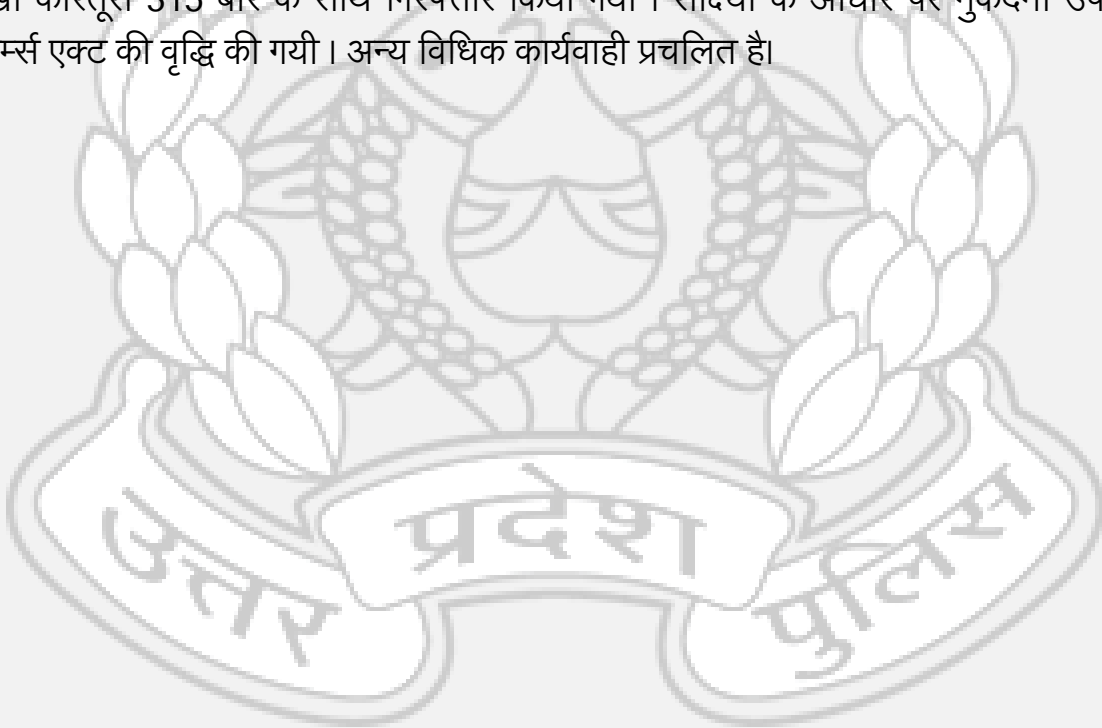 कारतूस 315 बोर के साथ गिरफ्तार किया गया । साक्ष्यों के आधार पर मुकदमा
एक्ट की वृद्धि की गयी । अन्य विधिक कार्यवाही प्रचलित है।
उत्तर प्रदेश पुलिस